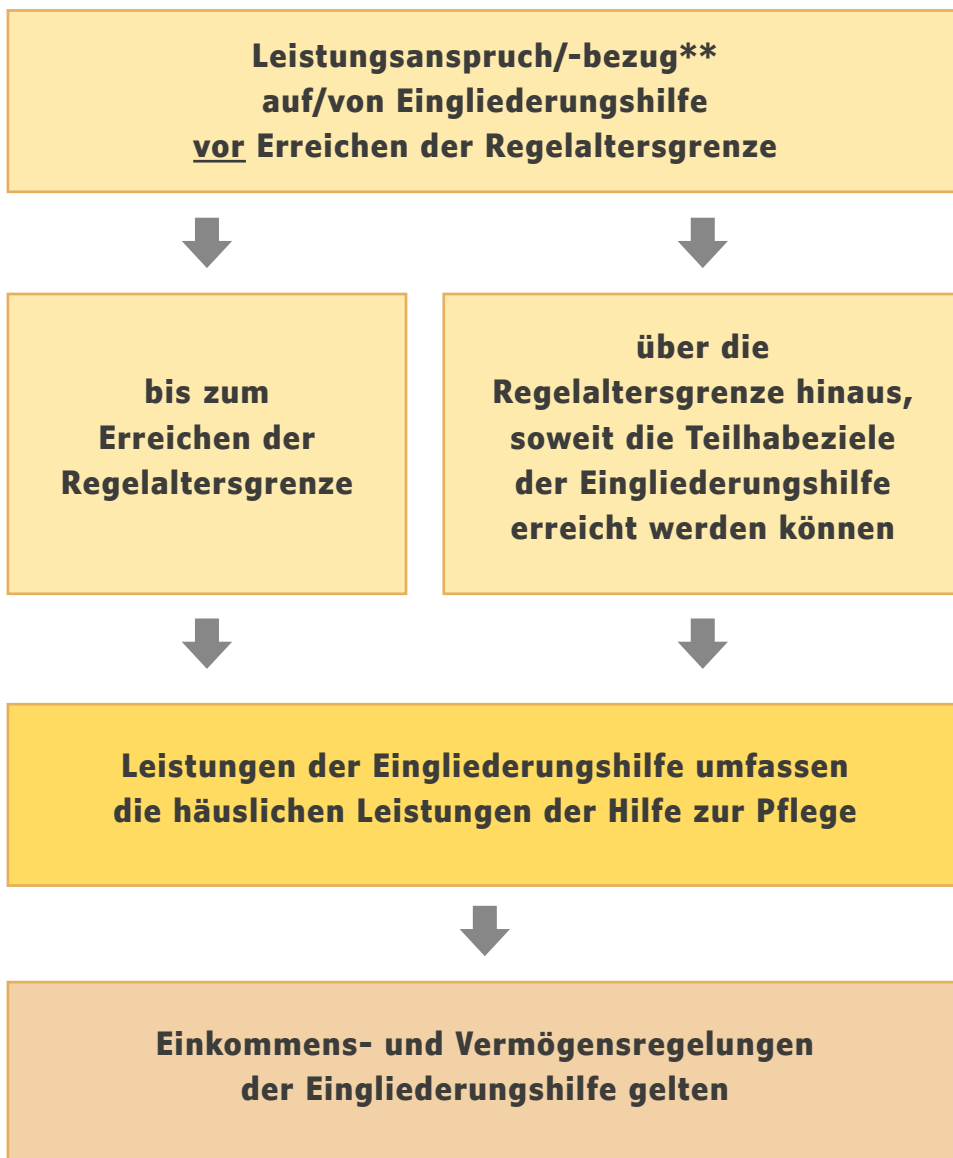 Leistungsanspruch/-bezug**
auf/von Eingliederungshilfe
vor Erreichen der Regelaltersgrenze
bis zum
Erreichen der
Regelaltersgrenze
über die
Regelaltersgrenze hinaus,
soweit die Teilhabeziele
der Eingliederungshilfe
erreicht werden können
Leistungen der Eingliederungshilfe umfassen
die häuslichen Leistungen der Hilfe zur Pflege
Einkommens- und Vermögensregelungen
der Eingliederungshilfe gelten